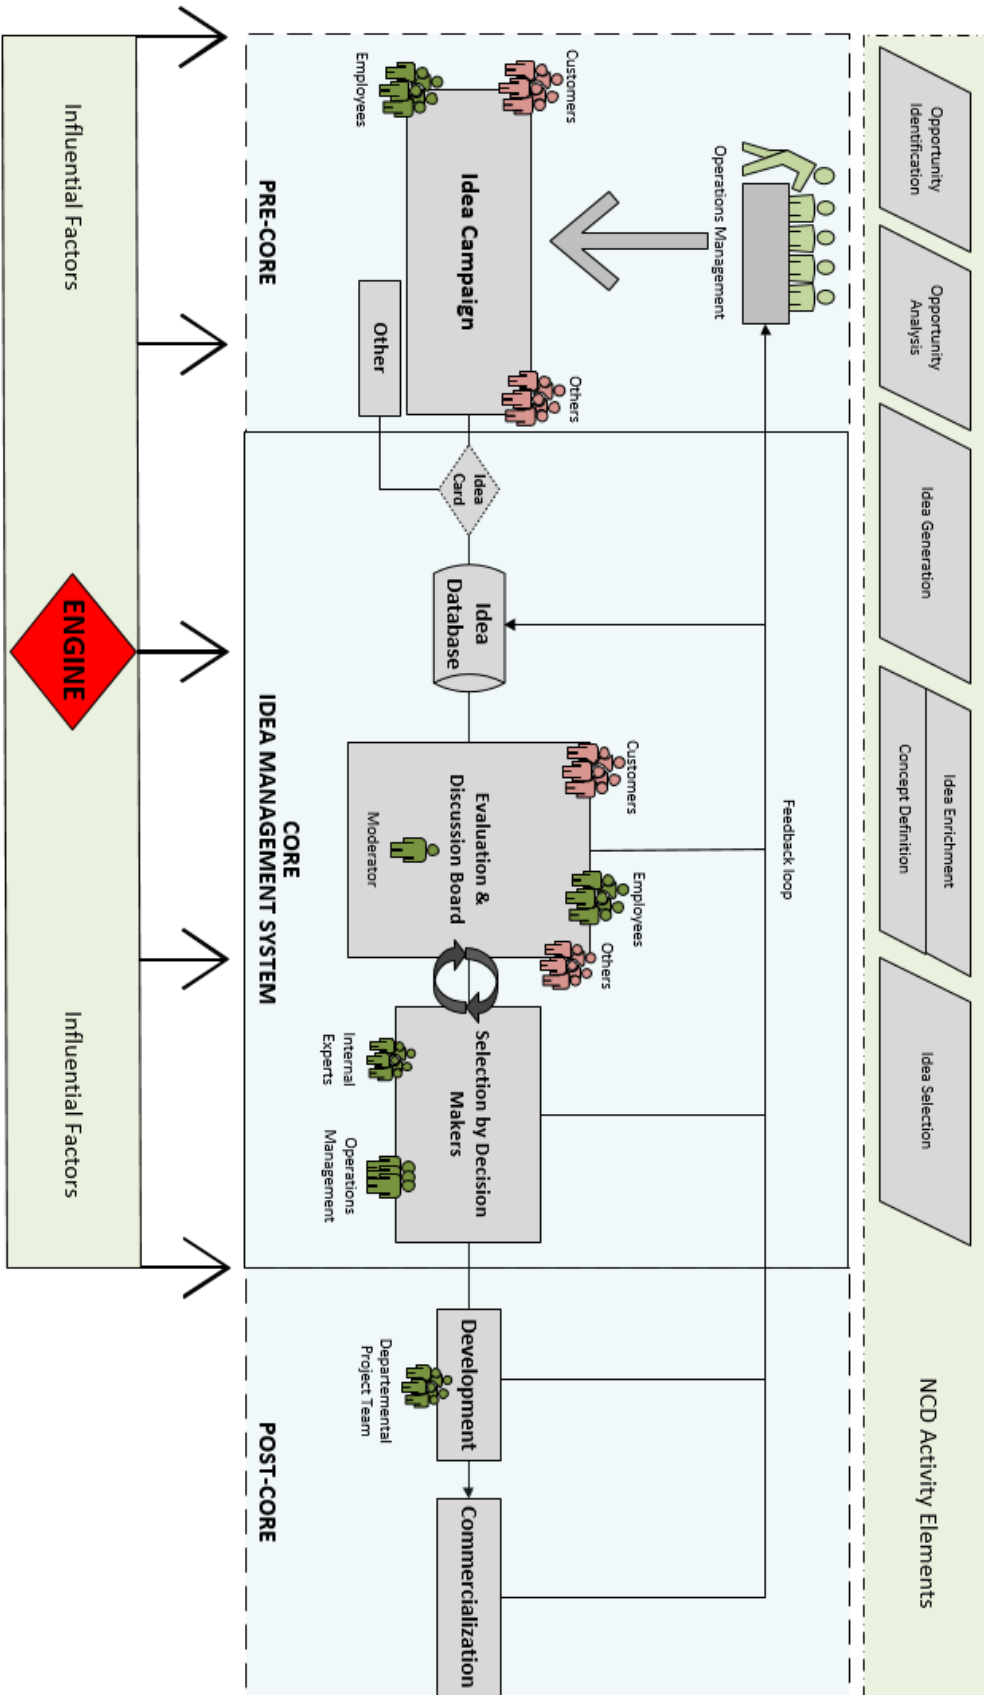 Opportunity
Identification
Opportunity
Analysis
Idea Generation
Idea Enrichment
Concept Definition
Idea Selection
NCD Activity Elements
Operations Management
Feedback loop
Customers
Employees
Idea Campaign
Others
Other
PRE-CORE
Idea
Card
Idea
Database
Customers
Employees
Others
Evaluation &
Discussion Board
Moderator
Selection by Decision
Makers
Internal
Experts
Operations
Management
CORE
IDEA MANAGEMENT SYSTEM
Development
Departemental
Project Team
Commercialization
POST-CORE
Influential Factors
ENGINE
Influential Factors